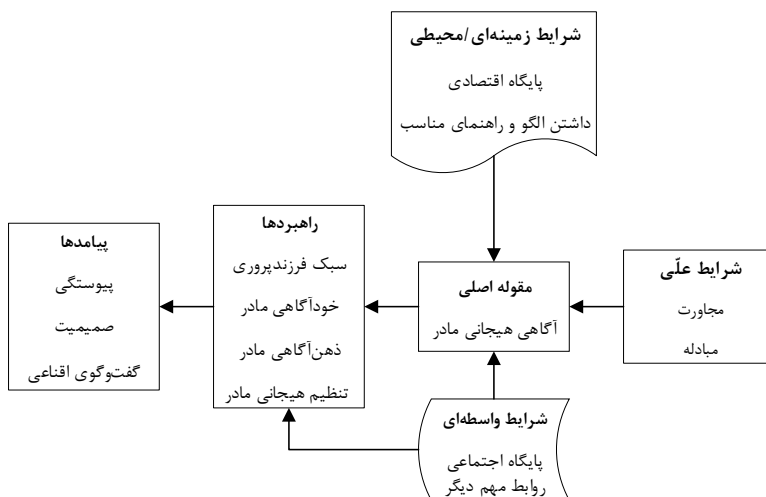 شرایط زمینه‌ای/محیطی
پایگاه اقتصادی
داشتن الگو و راهنمای مناسب
شرایط علّی
مجاورت
مبادله
مقوله اصلی
آگاهی هیجانی مادر
راهبردها
سبک فرزندپروری
خودآگاهی مادر
ذهن‌آگاهی مادر
تنظیم هیجانی مادر
پیامدها
پیوستگی
صمیمیت
گفت‌وگوی اقناعی
شرایط واسطه‌ای
پایگاه اجتماعی
روابط مهم دیگر